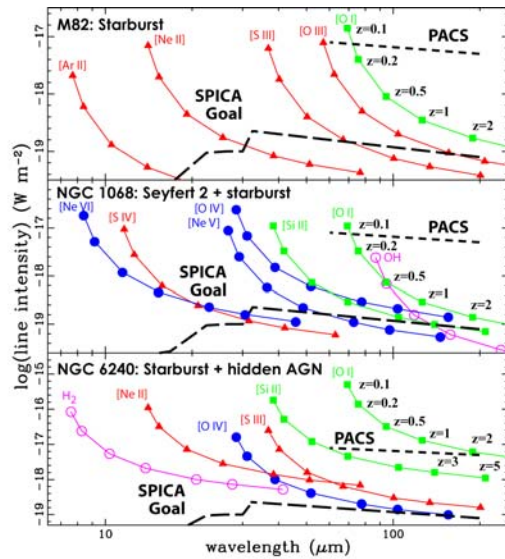 M82: Starburst
[O I]
z=0.1
PACS
[Ne II]
[S III]
[O III]
z=0.2
[Ar II]
SPICA
Goal
z=0.5
z=1
z=2
-17
-18
-19
NGC 1068: Seyfert 2 + starburst
[Ne VI]
[S IV]
[O IV]
[Ne V]
[Si II]
[O I]
z=0.1
PACS
z=0.2
OH
z=0.5
SPICA
Goal
z=1
z=2
-17
-18
-19
log(line intensity) (W m⁻²)
NGC 6240: Starburst + hidden AGN
[O I]
z=0.1
[Si II]
H₂
[Ne II]
z=0.2
[O IV]
[S III]
z=0.5
PACS
z=1
z=2
z=3
z=5
SPICA
Goal
-15
-16
-17
-18
-19
10
100
wavelength (μm)